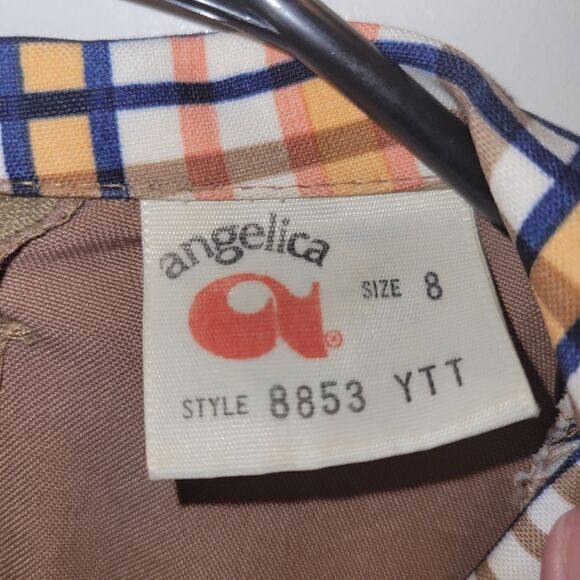 angelica
SIZE 8
®
STYLE 8853 YTT